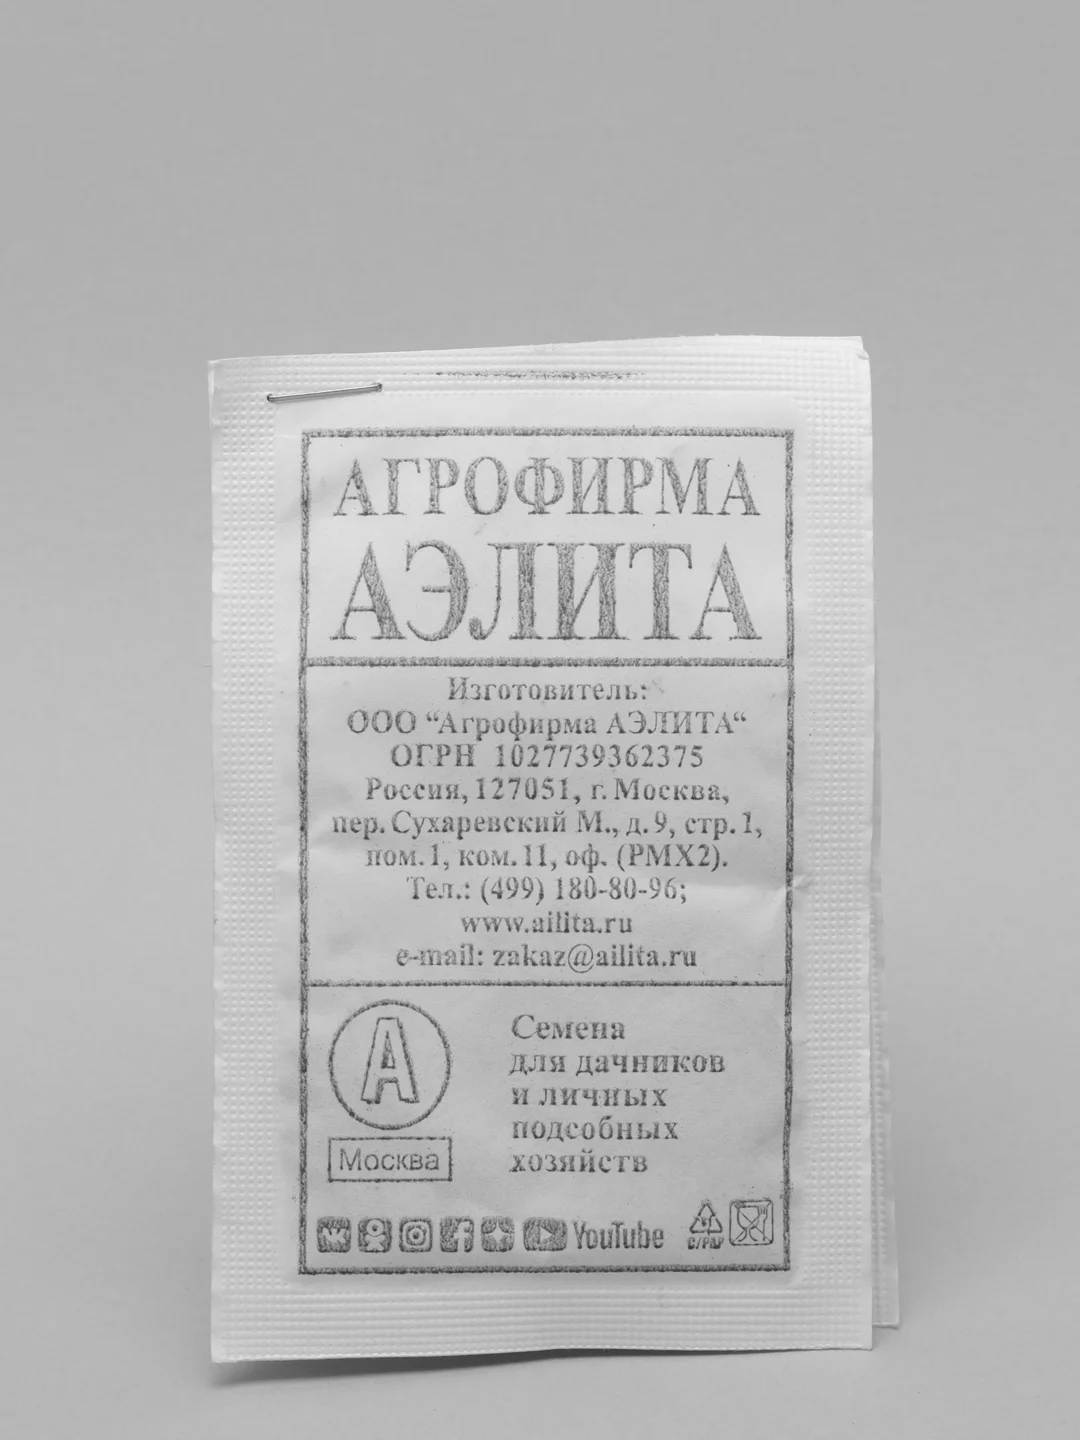 АГРОФИРМА
АЭЛИТА
Изготовитель:
ООО “Агрофирма АЭЛИТА“
ОГРН 1027739362375
Россия, 127051, г. Москва,
пер. Сухаревский М., д. 9, стр. 1,
пом. 1, ком. 11, оф. (РМХ2).
Тел.: (499) 180-80-96;
www.ailita.ru
e-mail: zakaz@ailita.ru
А
Москва
Семена
для дачников
и личных
подсобных
хозяйств
YouTube
C/PAP